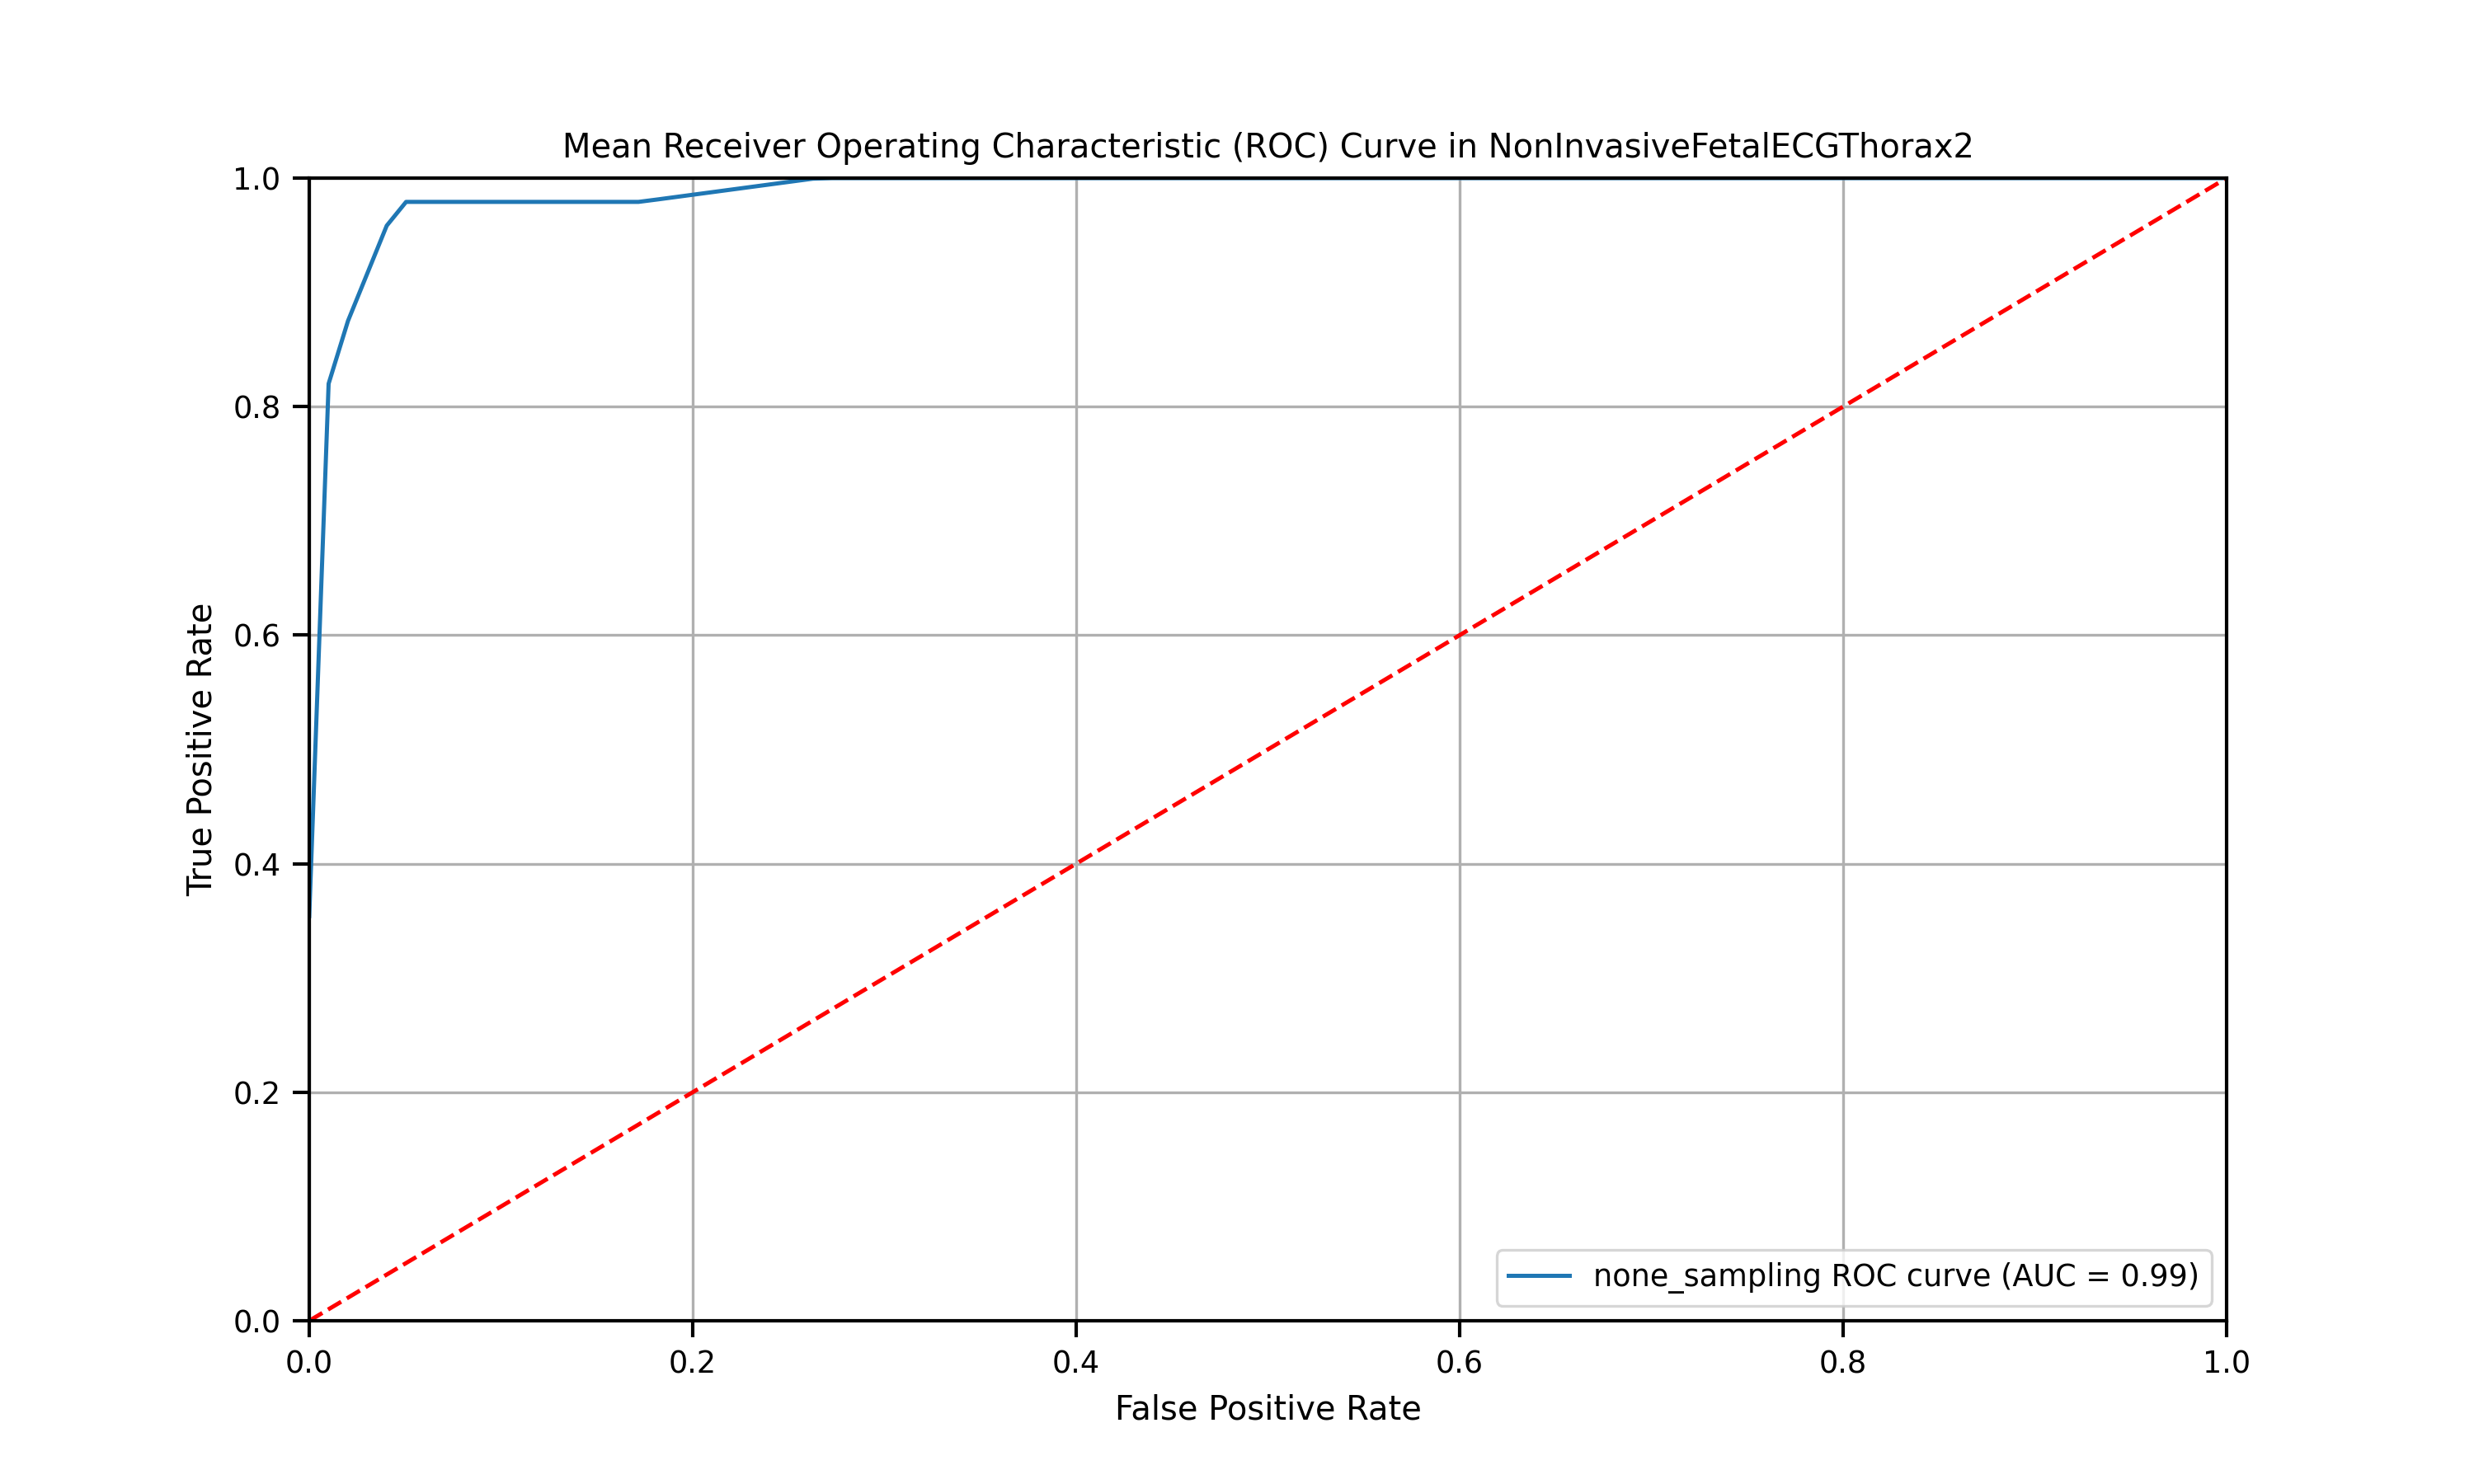 Mean Receiver Operating Characteristic (ROC) Curve in NonInvasiveFetalECGThorax2
1.0
0.8
0.6
0.4
0.2
0.0
True Positive Rate
0.0 0.2 0.4 0.6 0.8 1.0
False Positive Rate
none_sampling ROC curve (AUC = 0.99)